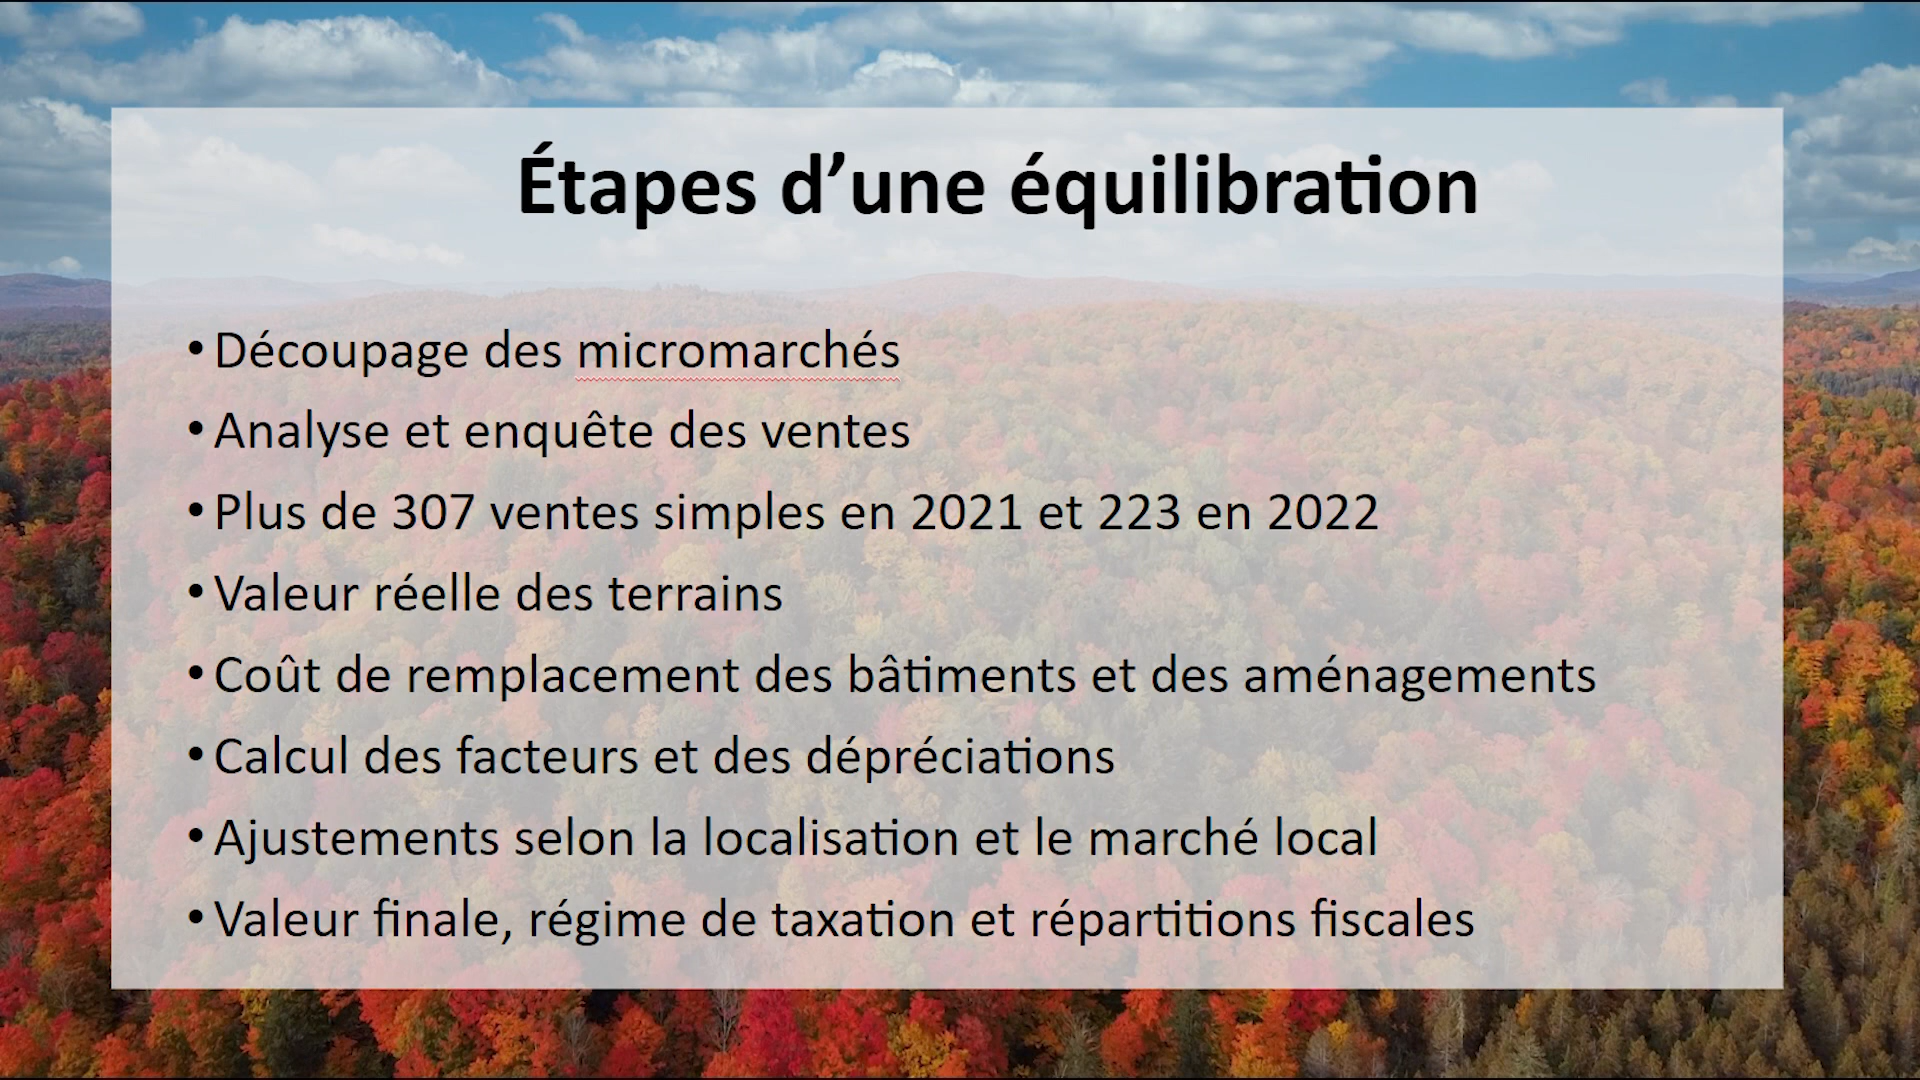 Étapes d’une équilibration
• Découpage des micromarchés
• Analyse et enquête des ventes
• Plus de 307 ventes simples en 2021 et 223 en 2022
• Valeur réelle des terrains
• Coût de remplacement des bâtiments et des aménagements
• Calcul des facteurs et des dépréciations
• Ajustements selon la localisation et le marché local
• Valeur finale, régime de taxation et répartitions fiscales